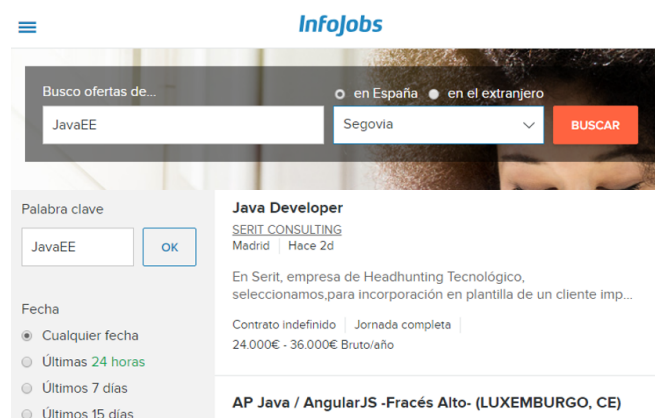 InfoJobs
Busco ofertas de...
en España en el extranjero
JavaEE
Segovia
BUSCAR
Palabra clave
JavaEE
OK
Fecha
Cualquier fecha
Últimas 24 horas
Últimos 7 días
Últimos 15 días
Java Developer
SERIT CONSULTING
Madrid Hace 2d
En Serit, empresa de Headhunting Tecnológico,
seleccionamos,para incorporación en plantilla de un cliente imp...
Contrato indefinido Jornada completa
24.000€ - 36.000€ Bruto/año
AP Java / AngularJS -Fracés Alto- (LUXEMBURGO, CE)